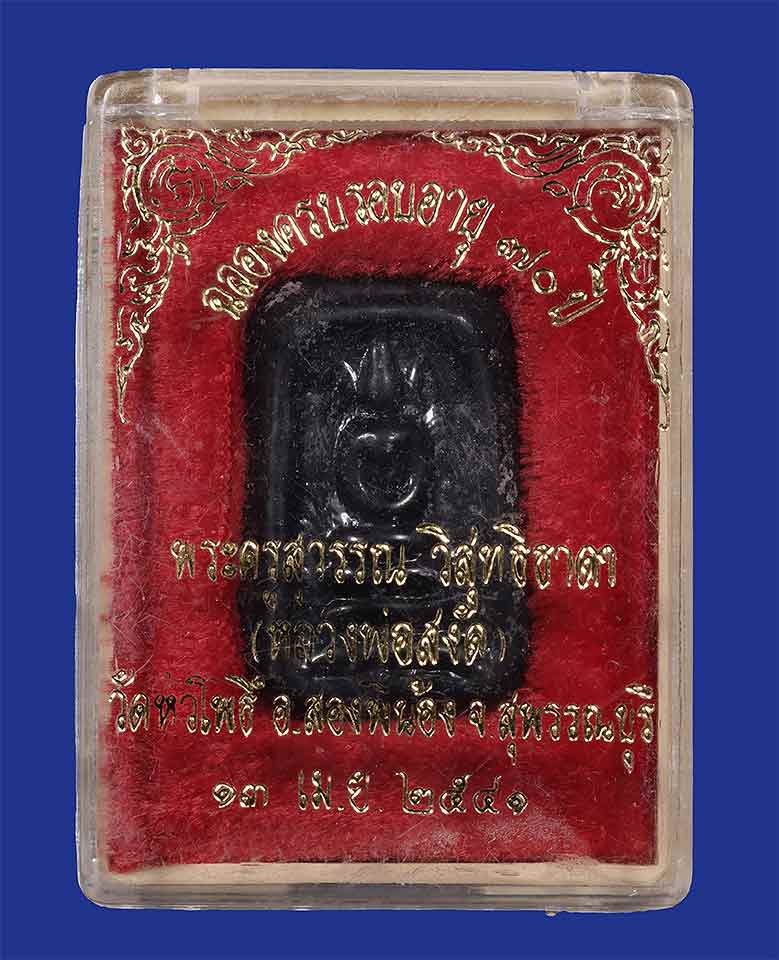 ฉลองครบรอบอายุ ๗๐ ปี
พระครูสุวรรณ วิสุทธิธาดา
(หลวงพ่อสงัด)
วัดหัวโพธิ์ อ.สองพี่น้อง จ.สุพรรณบุรี
๑๓ เม.ย. ๒๕๔๑